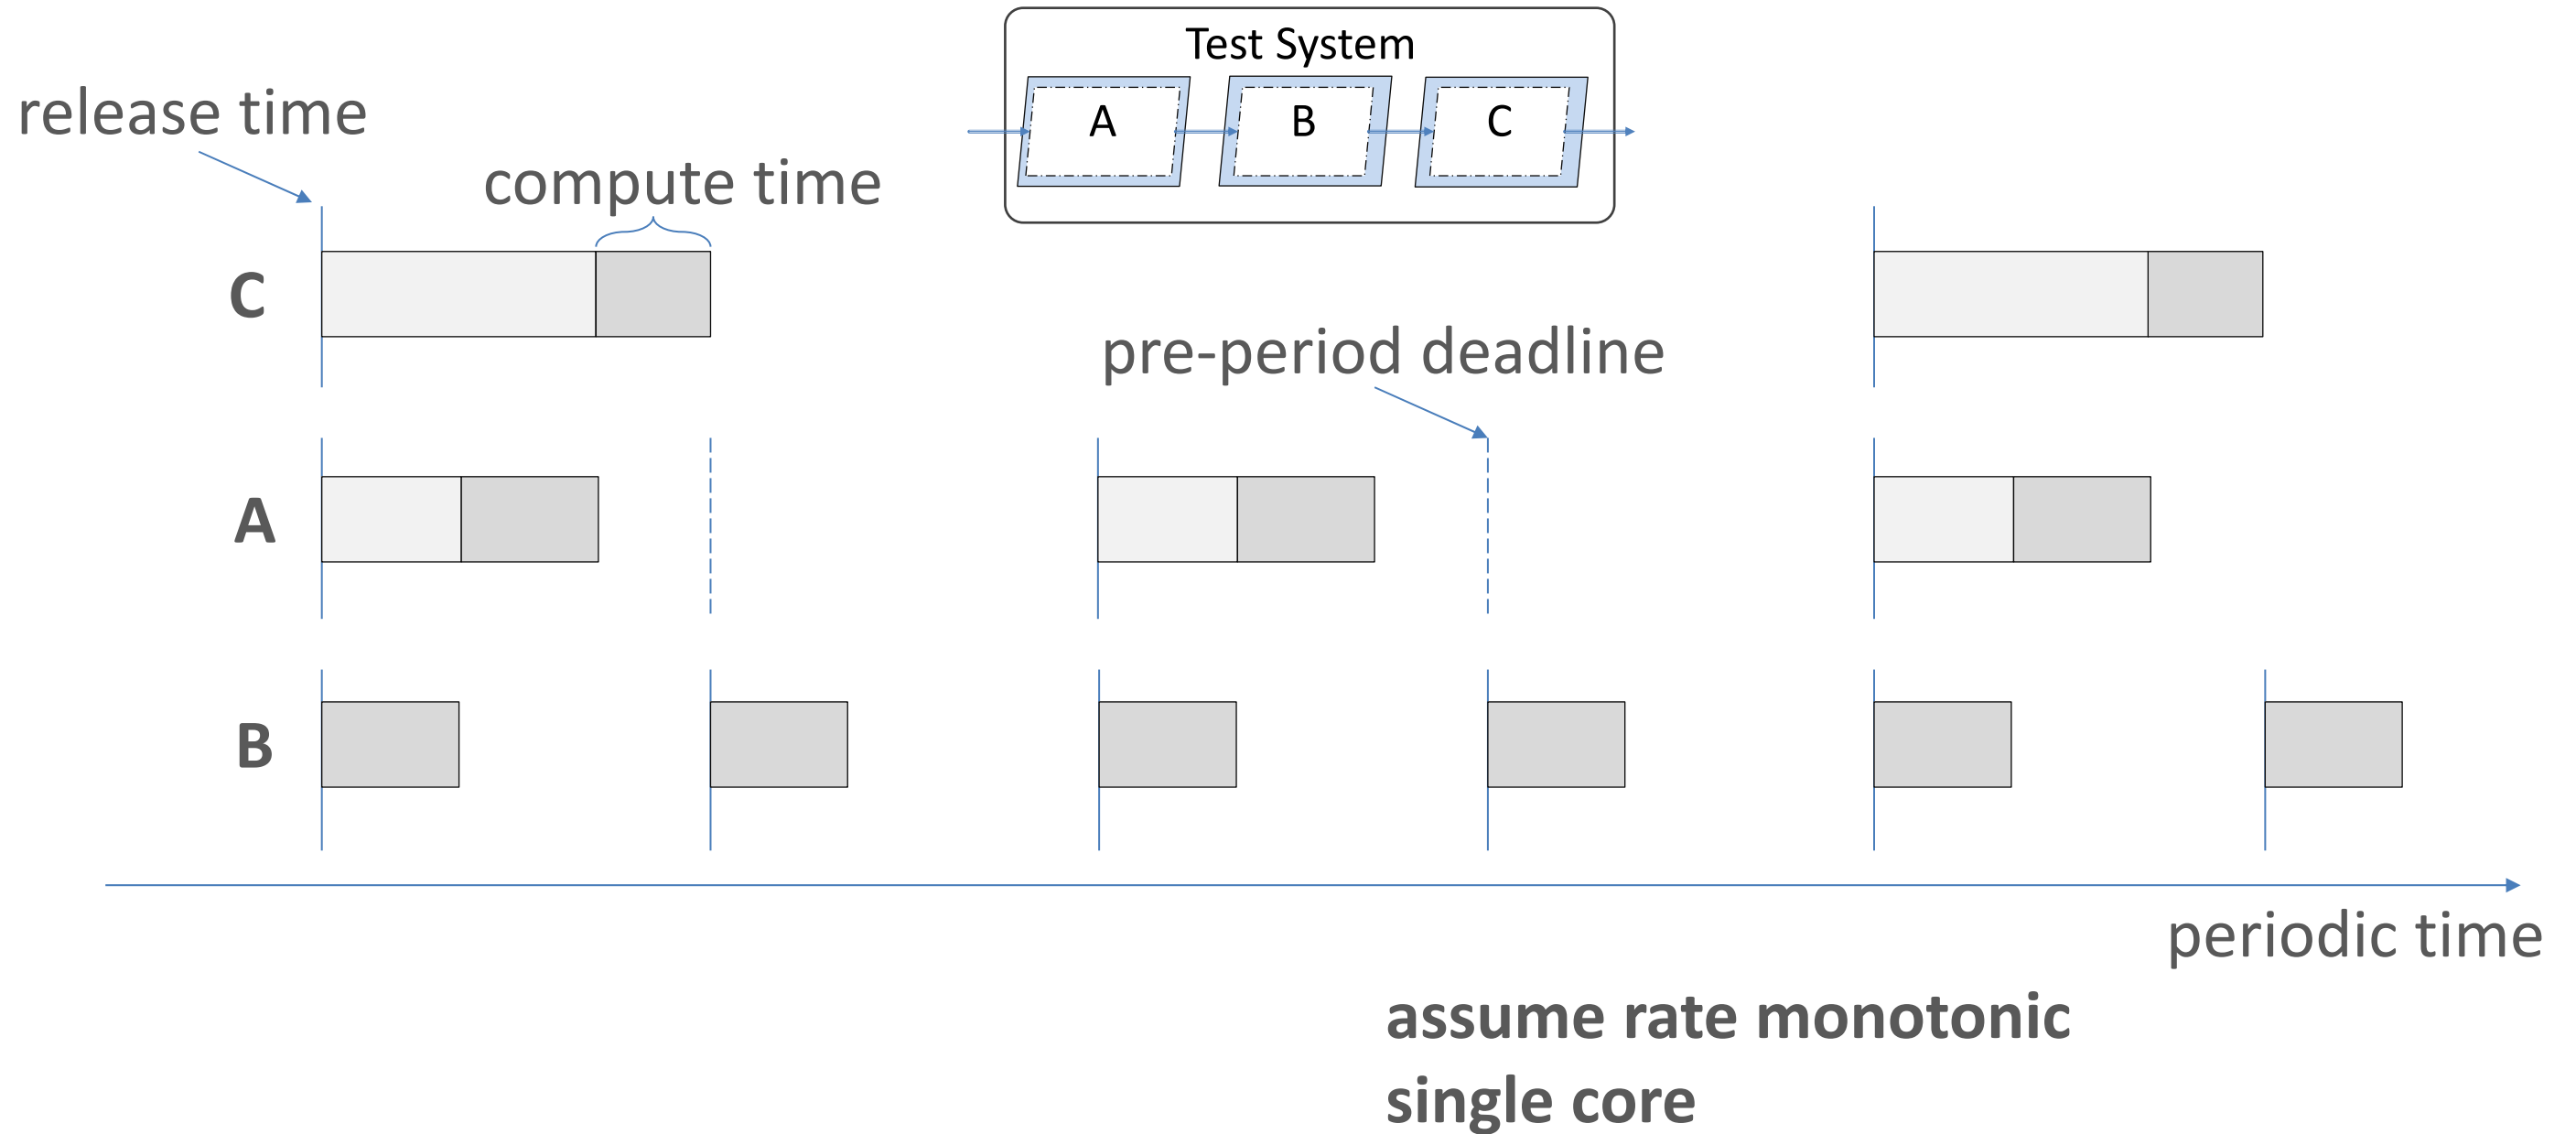 Test System
A
B
C
release time
compute time
C
pre-period deadline
A
B
periodic time
assume rate monotonic
single core